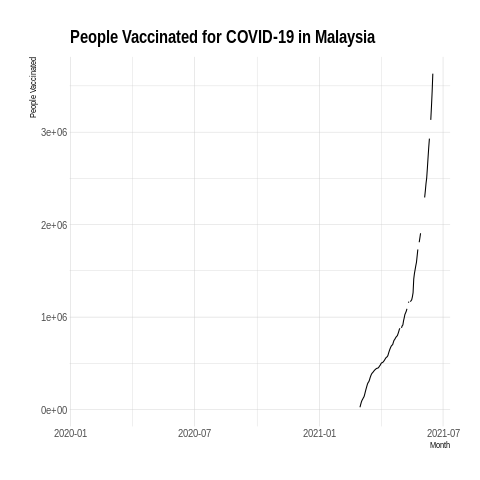 People Vaccinated for COVID-19 in Malaysia
People Vaccinated
3e+06
2e+06
1e+06
0e+00
2020-01 2020-07 2021-01 2021-07
Month